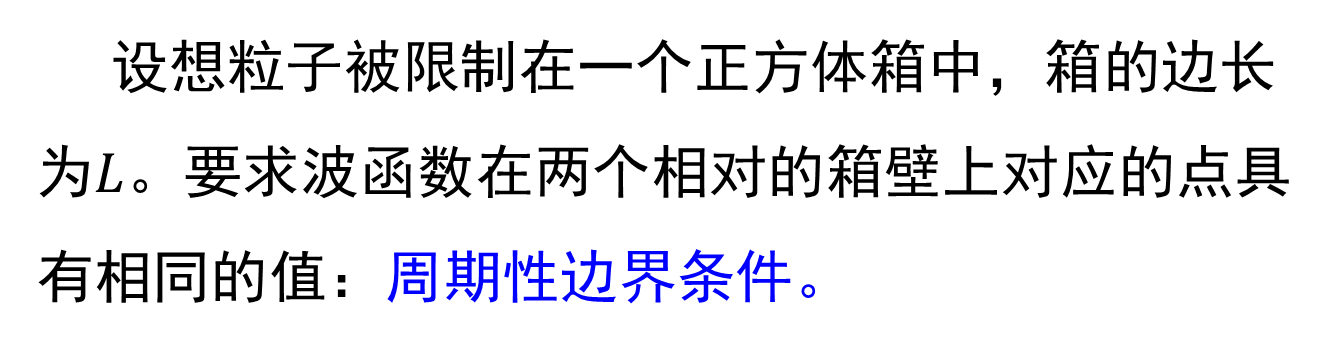 设想粒子被限制在一个正方体箱中，箱的边长
为L。要求波函数在两个相对的箱壁上对应的点具
有相同的值：周期性边界条件。